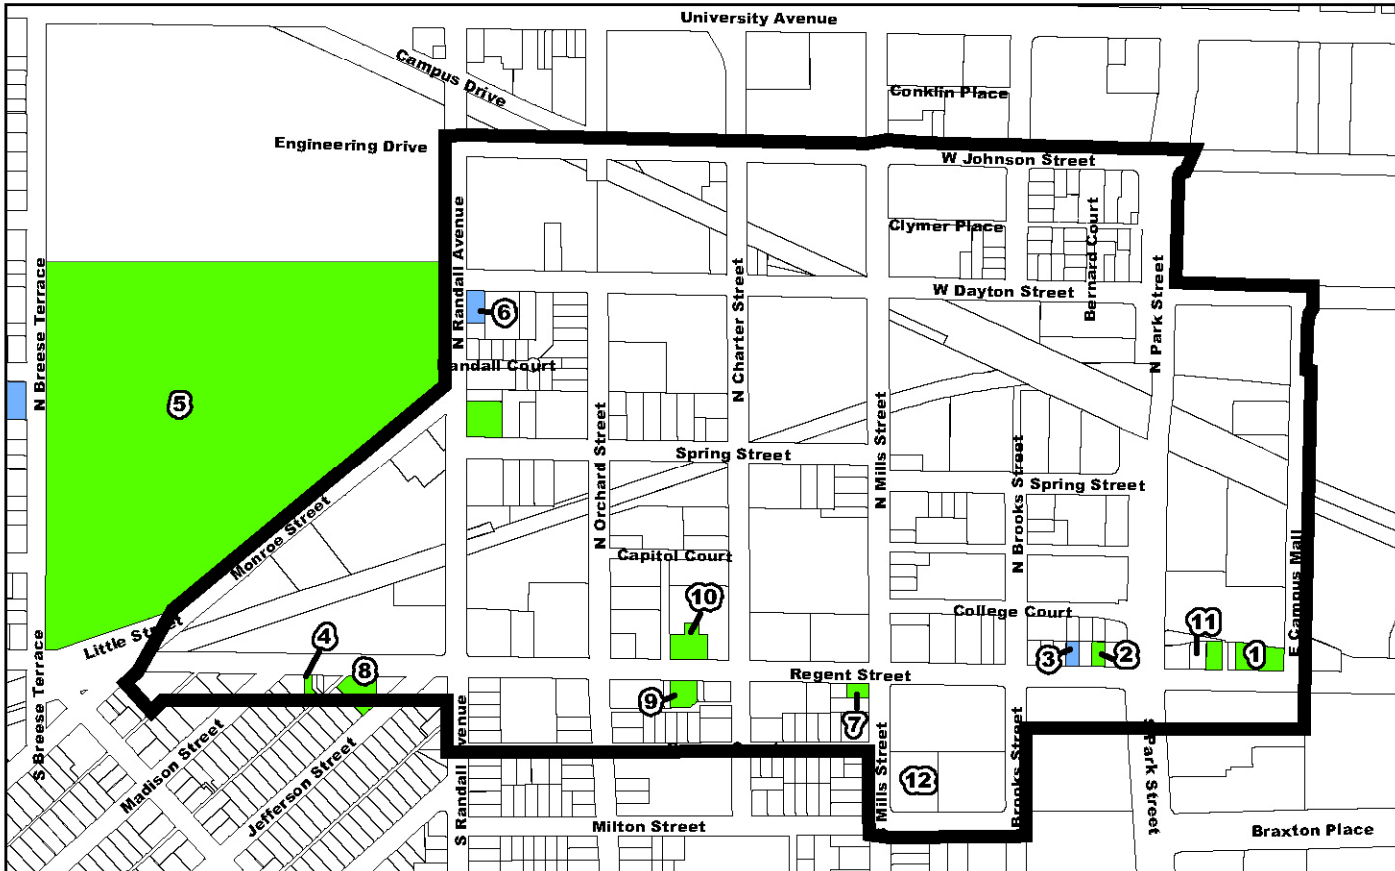 University Avenue
Campus Drive
Conklin Place
Engineering Drive
W Johnson Street
N Randall Avenue
Clymer Place
Bernard Court
N Breese Terrace
N Charter Street
W Dayton Street
N Park Street
6
Randall Court
5
N Orchard Street
Spring Street
N Mills Street
N Brooks Street
Spring Street
Monroe Street
Capitol Court
E Campus Mall
10
College Court
Little Street
4
11
3
2
1
8
Regent Street
S Breese Terrace
9
7
Madison Street
Jefferson Street
S Randall Avenue
Mills Street
12
Brooks Street
S Park Street
Milton Street
Braxton Place